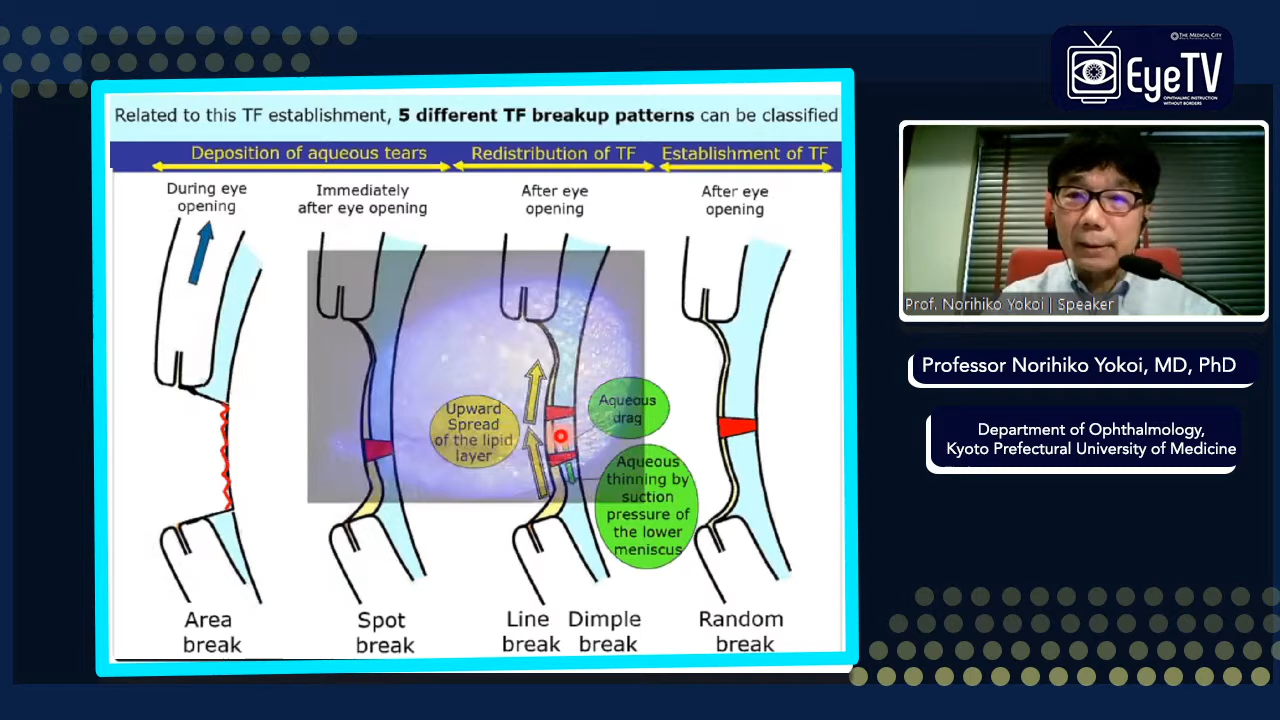 THE MEDICAL CITY
EyeTV
OPHTHALMIC INSTRUCTION
WITHOUT BORDERS
Related to this TF establishment, 5 different TF breakup patterns can be classified
Deposition of aqueous tears
Redistribution of TF
Establishment of TF
During eye
opening
Immediately
after eye opening
After eye
opening
After eye
opening
Upward
Spread
of the lipid
layer
Aqueous
drag
Aqueous
thinning by
suction
pressure of
the lower
meniscus
Area
break
Spot
break
Line
break
Dimple
break
Random
break
Prof. Norihiko Yokoi | Speaker
Professor Norihiko Yokoi, MD, PhD
Department of Ophthalmology,
Kyoto Prefectural University of Medicine